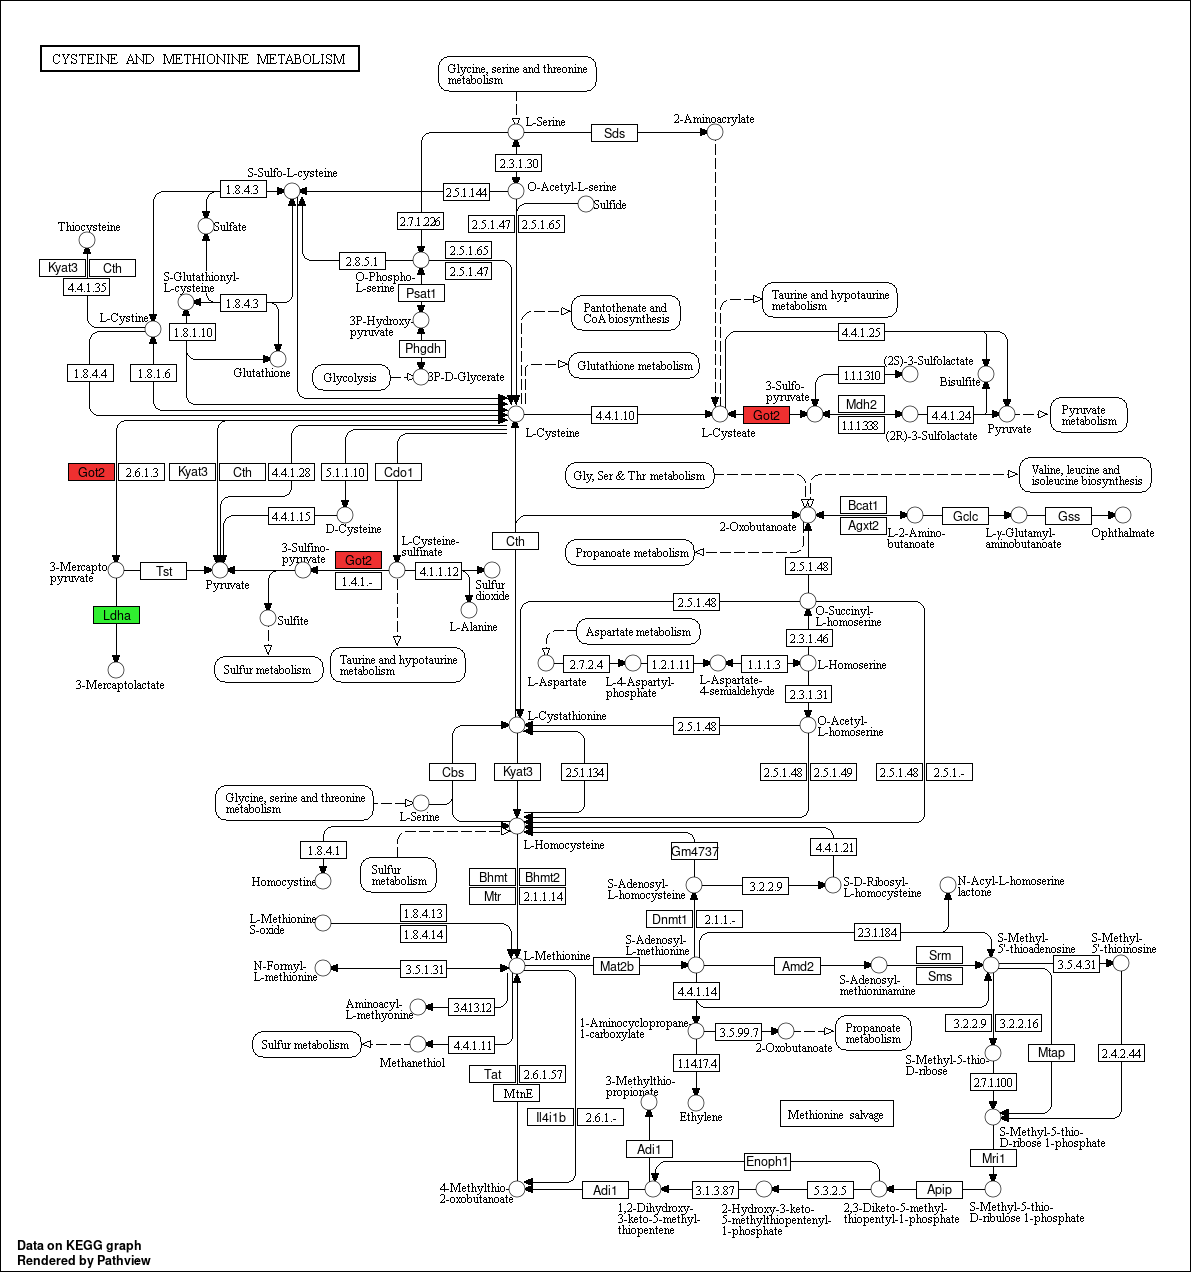 CYSTEINE AND METHIONINE METABOLISM
Glycine, serine and threonine
metabolism
L-Serine
Sds
2-Aminoacrylate
2.3.1.30
S-Sulfo-L-cysteine
1.8.4.3
2.5.1.144
O-Acetyl-L-serine
Sulfide
Thiocysteine
Sulfate
2.7.1.226
2.5.1.47
2.5.1.65
Kyat3
Cth
4.4.1.35
2.8.5.1
2.5.1.65
2.5.1.47
S-Glutathionyl-
L-cysteine
O-Phospho-
L-serine
Psat1
1.8.4.3
Taurine and hypotaurine
metabolism
Pantothenate and
CoA biosynthesis
L-Cystine
1.8.1.10
3P-Hydroxy-
pyruvate
4.4.1.25
Phgdh
Glutathione
1.8.4.4
1.8.1.6
Glycolysis
3P-D-Glycerate
Glutathione metabolism
(2S)-3-Sulfolactate
1.1.1.310
Bisulfite
3-Sulfo-
pyruvate
L-Cysteine
4.4.1.10
L-Cysteate
Got2
Mdh2
1.1.1.338
(2R)-3-Sulfolactate
4.4.1.24
Pyruvate
Pyruvate
metabolism
Got2
2.6.1.3
Kyat3
Cth
4.4.1.28
5.1.1.10
Cdo1
Gly, Ser & Thr metabolism
Valine, leucine and
isoleucine biosynthesis
4.4.1.15
D-Cysteine
2-Oxobutanoate
Bcat1
Agxt2
L-2-Amino-
butanoate
Gclc
L-γ-Glutamyl-
aminobutanoate
Gss
Ophthalmate
Cth
Propanoate metabolism
3-Mercapto
pyruvate
Tst
Pyruvate
3-Sulfino-
pyruvate
Got2
1.4.1.-
L-Cysteine-
sulfinate
4.1.1.12
Sulfur
dioxide
2.5.1.48
L-Alanine
Ldha
Sulfite
2.5.1.48
O-Succinyl-
L-homoserine
Aspartate metabolism
2.3.1.46
3-Mercaptolactate
Sulfur metabolism
Taurine and hypotaurine
metabolism
L-Aspartate
2.7.2.4
L-4-Aspartyl-
phosphate
1.2.1.11
L-Aspartate-
4-semialdehyde
1.1.1.3
L-Homoserine
2.3.1.31
L-Cystathionine
2.5.1.48
O-Acetyl-
L-homoserine
Cbs
Kyat3
2.5.1.134
2.5.1.48
2.5.1.49
2.5.1.48
2.5.1.-
Glycine, serine and threonine
metabolism
L-Serine
L-Homocysteine
1.8.4.1
Sulfur
metabolism
Gm4737
4.4.1.21
Homocystine
Bhmt
Bhmt2
Mtr
2.1.1.14
S-Adenosyl-
L-homocysteine
3.2.2.9
S-D-Ribosyl-
L-homocysteine
N-Acyl-L-homoserine
lactone
L-Methionine
S-oxide
1.8.4.13
1.8.4.14
Dnmt1
2.1.1.-
2.3.1.184
S-Adenosyl
L-methionine
S-Methyl-
5'-thioadenosine
S-Methyl-
5'-thioinosine
N-Formyl-
L-methionine
3.5.1.31
L-Methionine
Mat2b
Amd2
S-Adenosyl-
methioninamine
Srm
Sms
3.5.4.31
4.4.1.14
Aminoacyl-
L-methyonine
3.4.13.12
1-Aminocyclopropane
1-carboxylate
3.5.99.7
2-Oxobutanoate
Propanoate
metabolism
3.2.2.9
3.2.2.16
Sulfur metabolism
Methanethiol
4.4.1.11
1.14.17.4
S-Methyl-5-thio-
D-ribose
Mtap
2.4.2.44
Tat
2.6.1.57
MtnE
3-Methylthio-
propionate
Ethylene
2.7.1.100
Il4i1b
2.6.1.-
Methionine salvage
S-Methyl-5-thio-
D-ribose 1-phosphate
Adi1
Enoph1
Mri1
4-Methylthio-
2-oxobutanoate
Adi1
1,2-Dihydroxy-
3-keto-5-methyl-
thiopentene
3.1.3.87
2-Hydroxy-3-keto-
5-methylthiopentenyl-
1-phosphate
5.3.2.5
2,3-Diketo-5-methyl-
thiopentyl-1-phosphate
Apip
S-Methyl-5-thio-
D-ribulose 1-phosphate
Data on KEGG graph
Rendered by Pathview